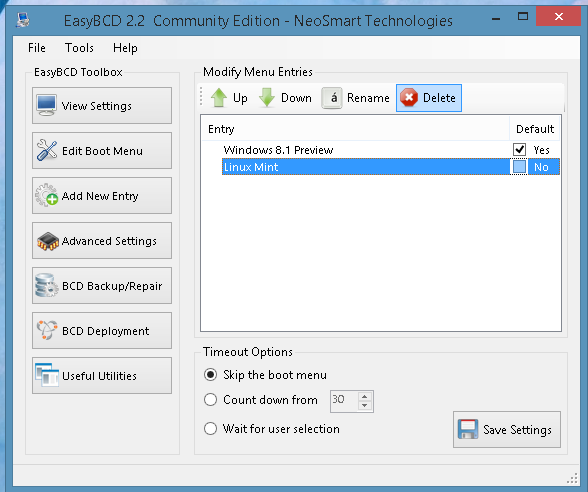 EasyBCD 2.2 Community Edition - NeoSmart Technologies
File Tools Help
EasyBCD Toolbox
View Settings
Edit Boot Menu
Add New Entry
Advanced Settings
BCD Backup/Repair
BCD Deployment
Useful Utilities
Modify Menu Entries
Up Down á Rename Delete
Entry Default
Windows 8.1 Preview Yes
Linux Mint No
Timeout Options
Skip the boot menu
Count down from 30
Wait for user selection
Save Settings